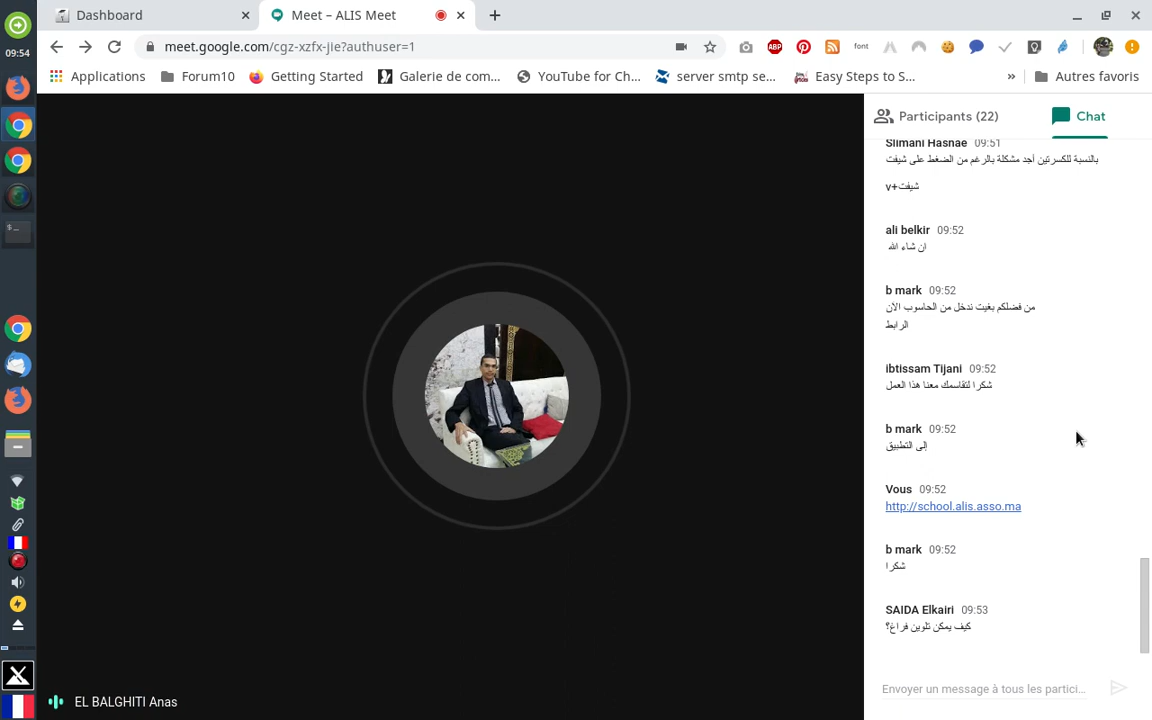 Dashboard
Meet – ALIS Meet
09:54
meet.google.com/cgz-xzfx-jie?authuser=1
ABP
font
Applications
Forum10
Getting Started
Galerie de com...
YouTube for Ch...
server smtp se...
Easy Steps to S...
»
Autres favoris
Participants (22)
Chat
Slimani Hasnae 09:51
بالنسبة للكسرتين أجد مشكلة بالرغم من الضغط على شيفت
شيفت+v
ali belkir 09:52
ان شاء الله
b mark 09:52
من فضلكم بغيت ندخل من الحاسوب الآن
الرابط
ibtissam Tijani 09:52
شكرا لتقاسمك معنا هذا العمل
b mark 09:52
إلى التطبيق
Vous 09:52
http://school.alis.asso.ma
b mark 09:52
شكرا
SAIDA Elkairi 09:53
كيف يمكن تلوين فراغ؟
Envoyer un message à tous les partici...
EL BALGHITI Anas